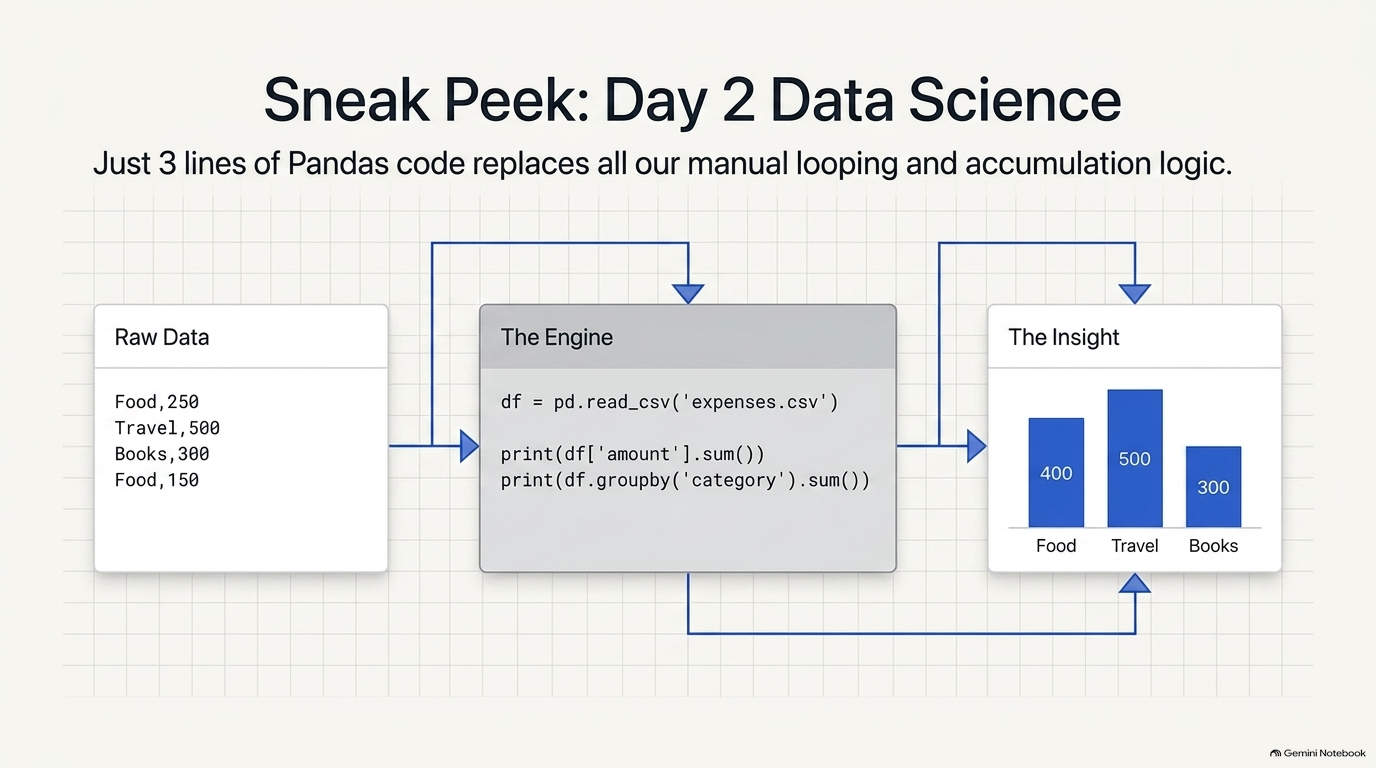 Sneak Peek: Day 2 Data Science
Just 3 lines of Pandas code replaces all our manual looping and accumulation logic.
Raw Data
Food,250
Travel,500
Books,300
Food,150
The Engine
df = pd.read_csv('expenses.csv')
print(df['amount'].sum())
print(df.groupby('category').sum())
The Insight
400
500
300
Food
Travel
Books
Gemini Notebook